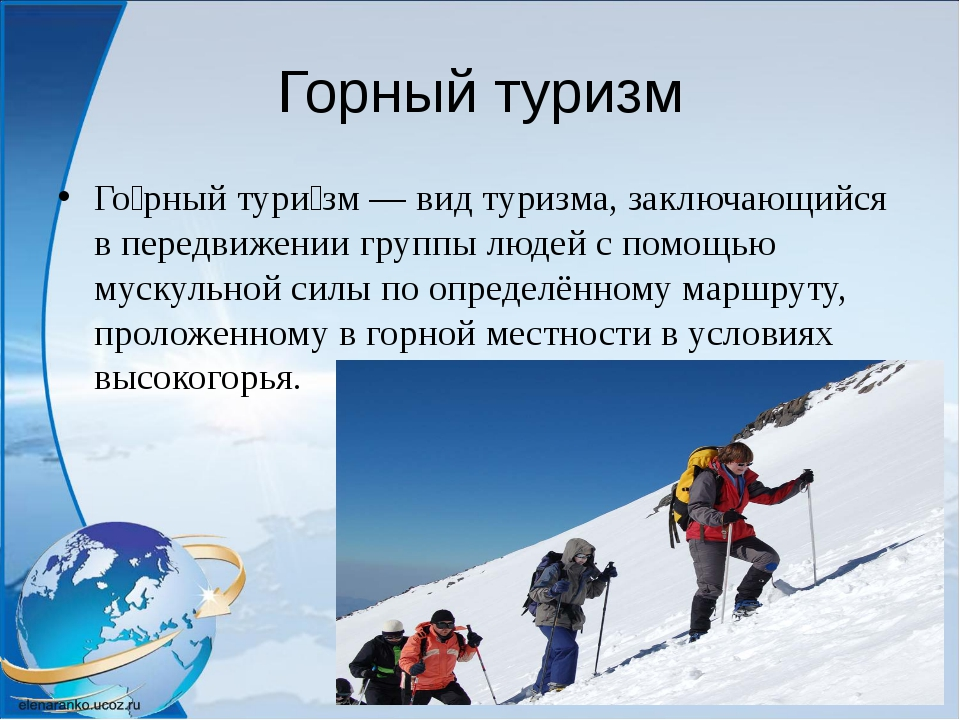 Горный туризм
• Го́рный тури́зм — вид туризма, заключающийся
в передвижении группы людей с помощью
мускульной силы по определённому маршруту,
проложенному в горной местности в условиях
высокогорья.
elenaranko.ucoz.ru